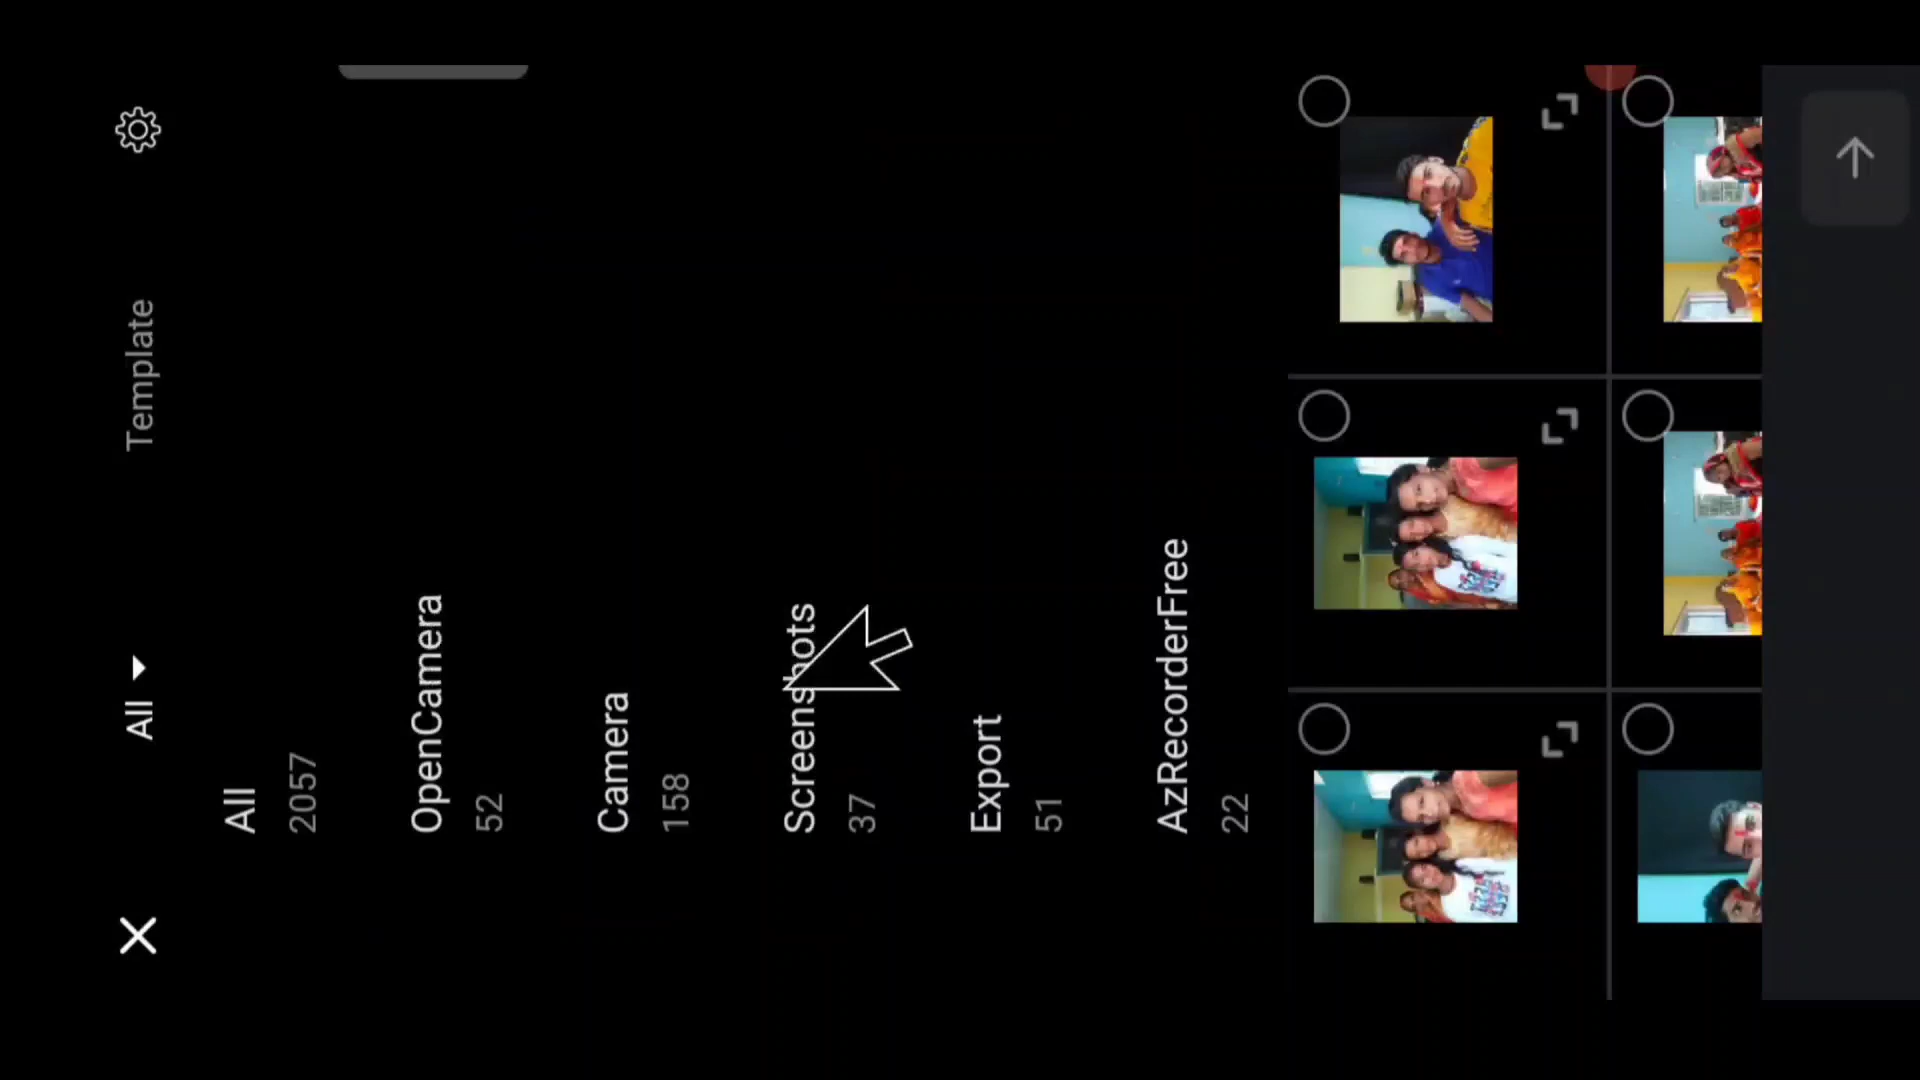 All
Template
All
2057
OpenCamera
52
Camera
158
Screenshots
37
Export
51
AzRecorderFree
22